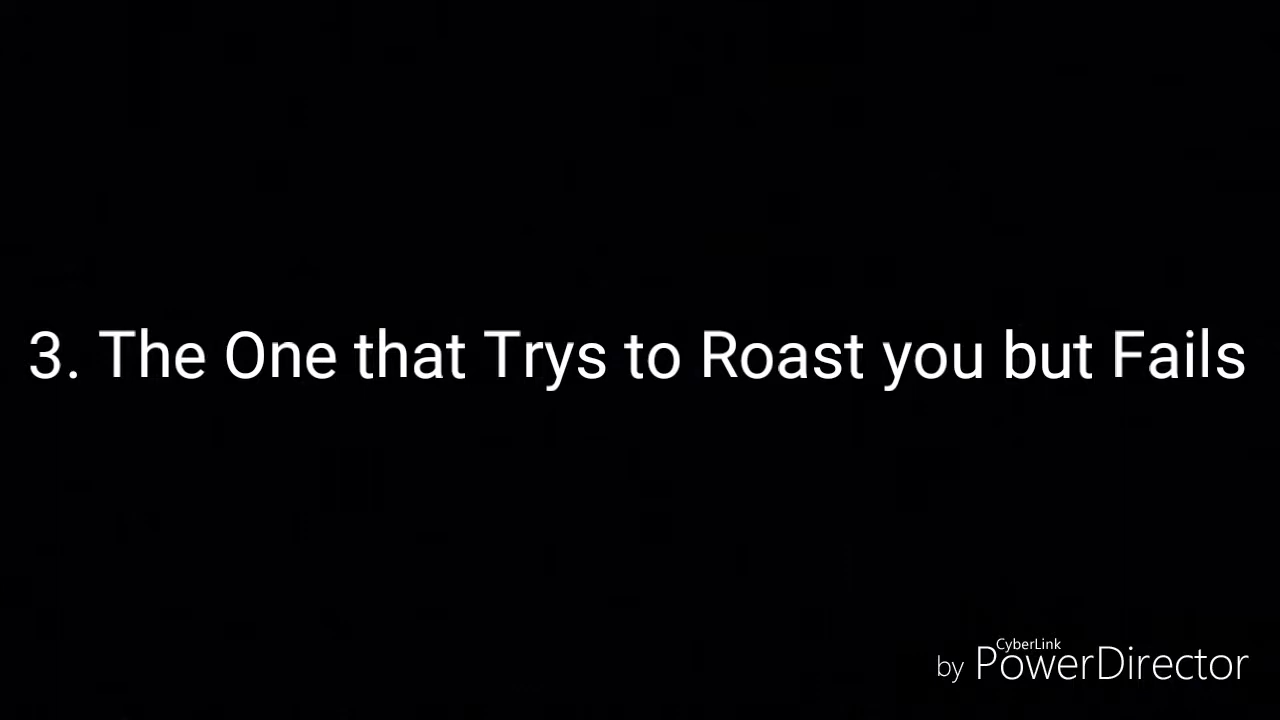 3. The One that Trys to Roast you but Fails
CyberLink
by PowerDirector